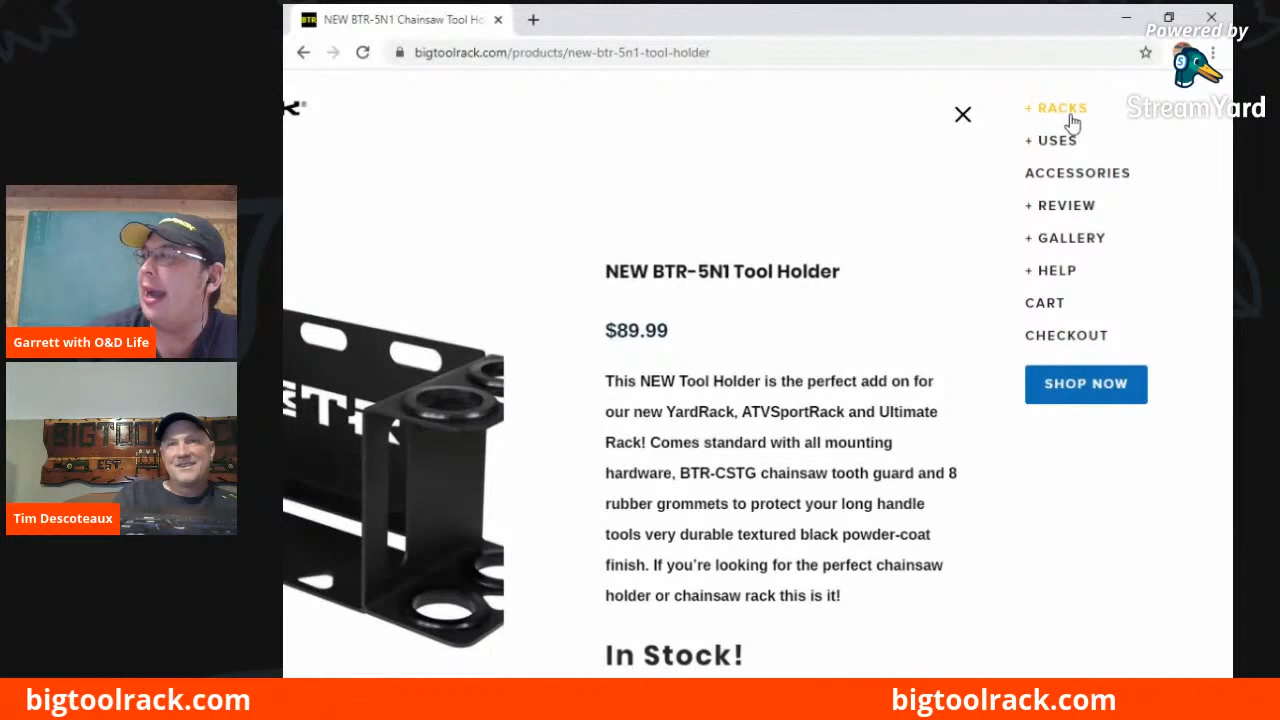 NEW BTR-5N1 Chainsaw Tool Ho
bigtoolrack.com/products/new-btr-5n1-tool-holder
Powered by
StreamYard
+ RACKS
+ USES
ACCESSORIES
+ REVIEW
+ GALLERY
+ HELP
CART
CHECKOUT
SHOP NOW
NEW BTR-5N1 Tool Holder
$89.99
This NEW Tool Holder is the perfect add on for
our new YardRack, ATVSportRack and Ultimate
Rack! Comes standard with all mounting
hardware, BTR-CSTG chainsaw tooth guard and 8
rubber grommets to protect your long handle
tools very durable textured black powder-coat
finish. If you're looking for the perfect chainsaw
holder or chainsaw rack this is it!
In Stock!
BTR
Garrett with O&D Life
BIGTOOLRACK
EST.
Tim Descoteaux
bigtoolrack.com
bigtoolrack.com